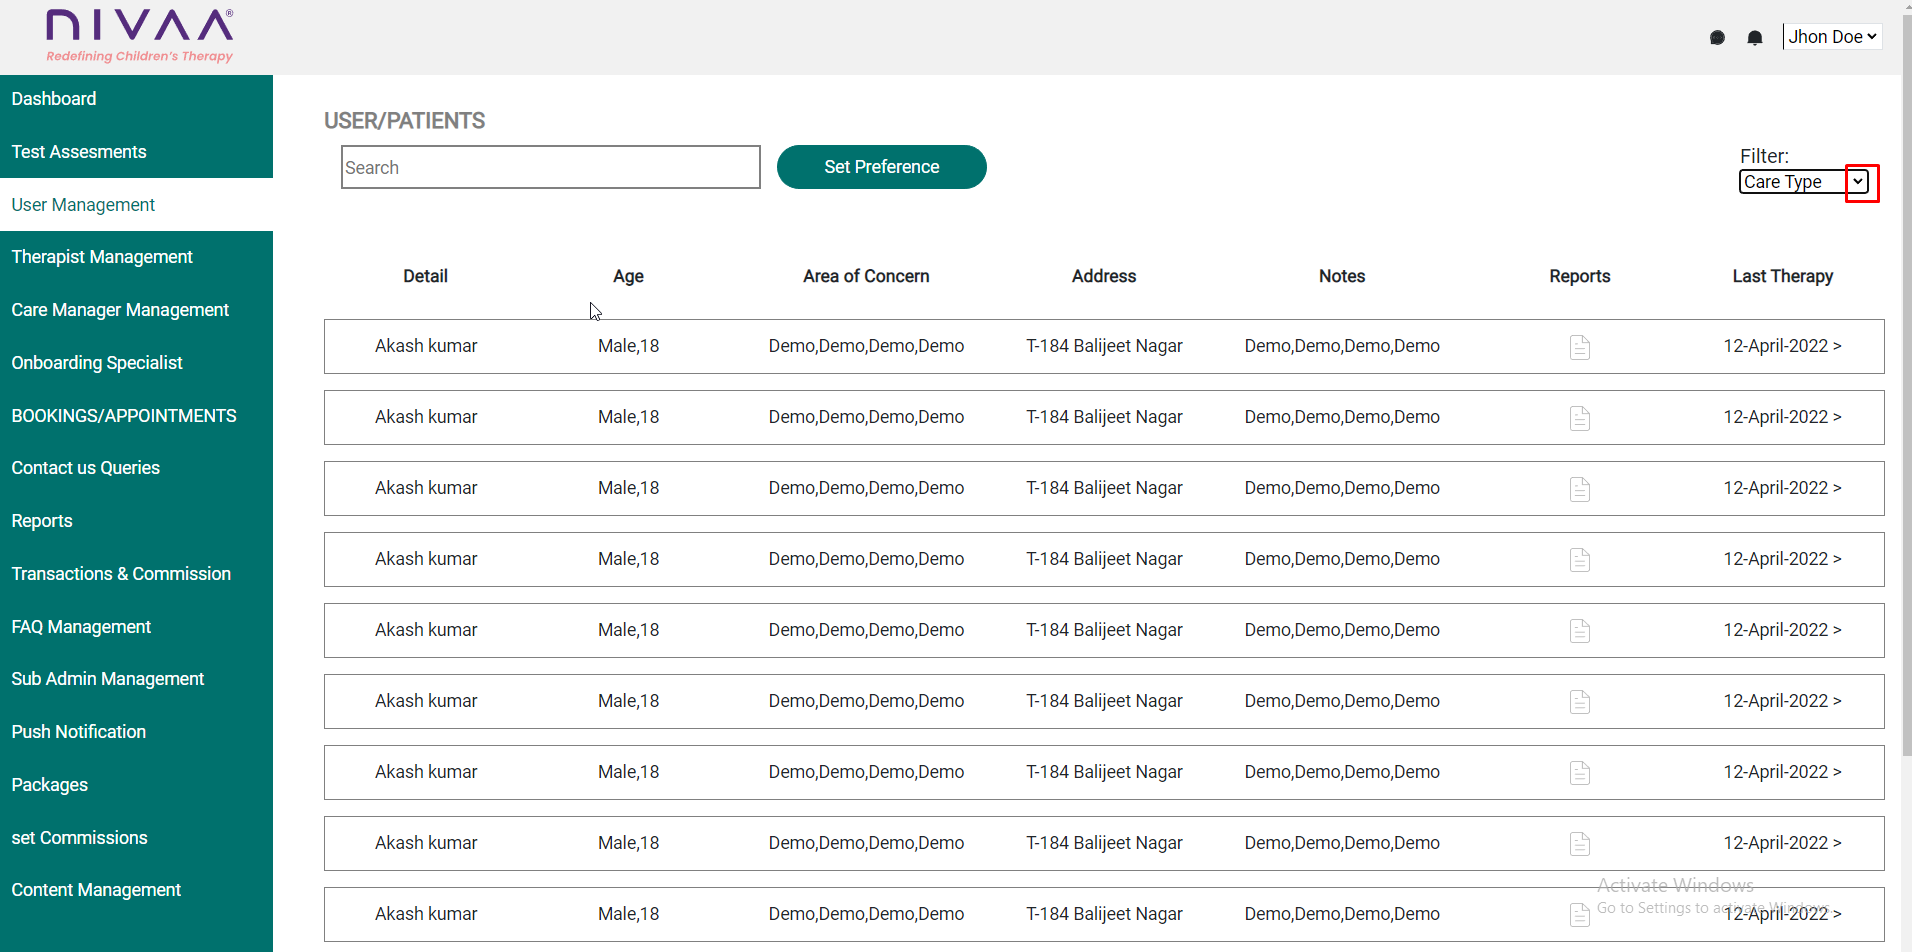 NIVAA®
Redefining Children's Therapy
Jhon Doe
Dashboard
Test Assesments
User Management
Therapist Management
Care Manager Management
Onboarding Specialist
BOOKINGS/APPOINTMENTS
Contact us Queries
Reports
Transactions & Commission
FAQ Management
Sub Admin Management
Push Notification
Packages
set Commissions
Content Management
USER/PATIENTS
Search
Set Preference
Filter:
Care Type
Detail Age Area of Concern Address Notes Reports Last Therapy
Akash kumar Male,18 Demo,Demo,Demo,Demo T-184 Balijeet Nagar Demo,Demo,Demo,Demo 12-April-2022 >
Akash kumar Male,18 Demo,Demo,Demo,Demo T-184 Balijeet Nagar Demo,Demo,Demo,Demo 12-April-2022 >
Akash kumar Male,18 Demo,Demo,Demo,Demo T-184 Balijeet Nagar Demo,Demo,Demo,Demo 12-April-2022 >
Akash kumar Male,18 Demo,Demo,Demo,Demo T-184 Balijeet Nagar Demo,Demo,Demo,Demo 12-April-2022 >
Akash kumar Male,18 Demo,Demo,Demo,Demo T-184 Balijeet Nagar Demo,Demo,Demo,Demo 12-April-2022 >
Akash kumar Male,18 Demo,Demo,Demo,Demo T-184 Balijeet Nagar Demo,Demo,Demo,Demo 12-April-2022 >
Akash kumar Male,18 Demo,Demo,Demo,Demo T-184 Balijeet Nagar Demo,Demo,Demo,Demo 12-April-2022 >
Akash kumar Male,18 Demo,Demo,Demo,Demo T-184 Balijeet Nagar Demo,Demo,Demo,Demo 12-April-2022 >
Akash kumar Male,18 Demo,Demo,Demo,Demo T-184 Balijeet Nagar Demo,Demo,Demo,Demo 12-April-2022 >
Activate Windows
Go to Settings to activate Windows.